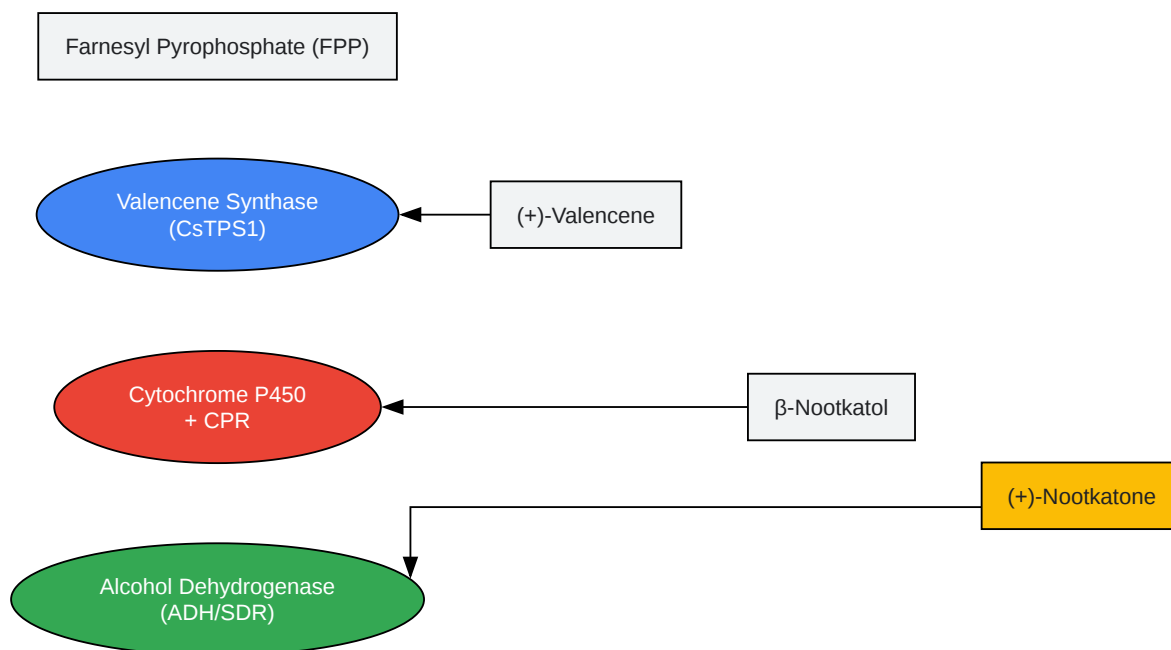 Farnesyl Pyrophosphate (FPP)
Valencene Synthase
(CsTPS1)
(+)-Valencene
Cytochrome P450
+ CPR
β-Nootkatol
(+)-Nootkatone
Alcohol Dehydrogenase
(ADH/SDR)